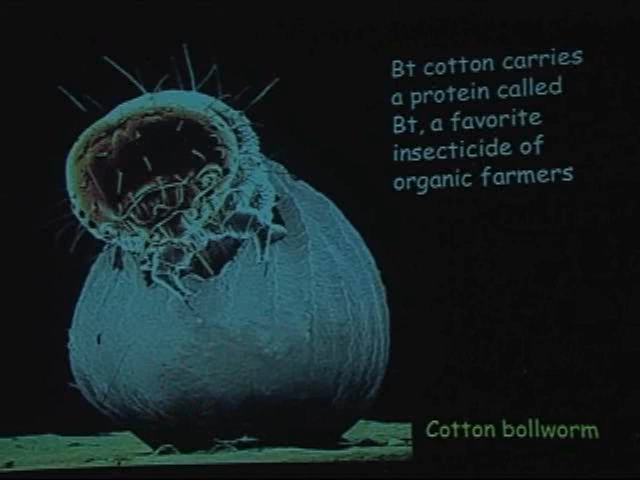 Bt cotton carries
a protein called
Bt, a favorite
insecticide of
organic farmers
Cotton bollworm